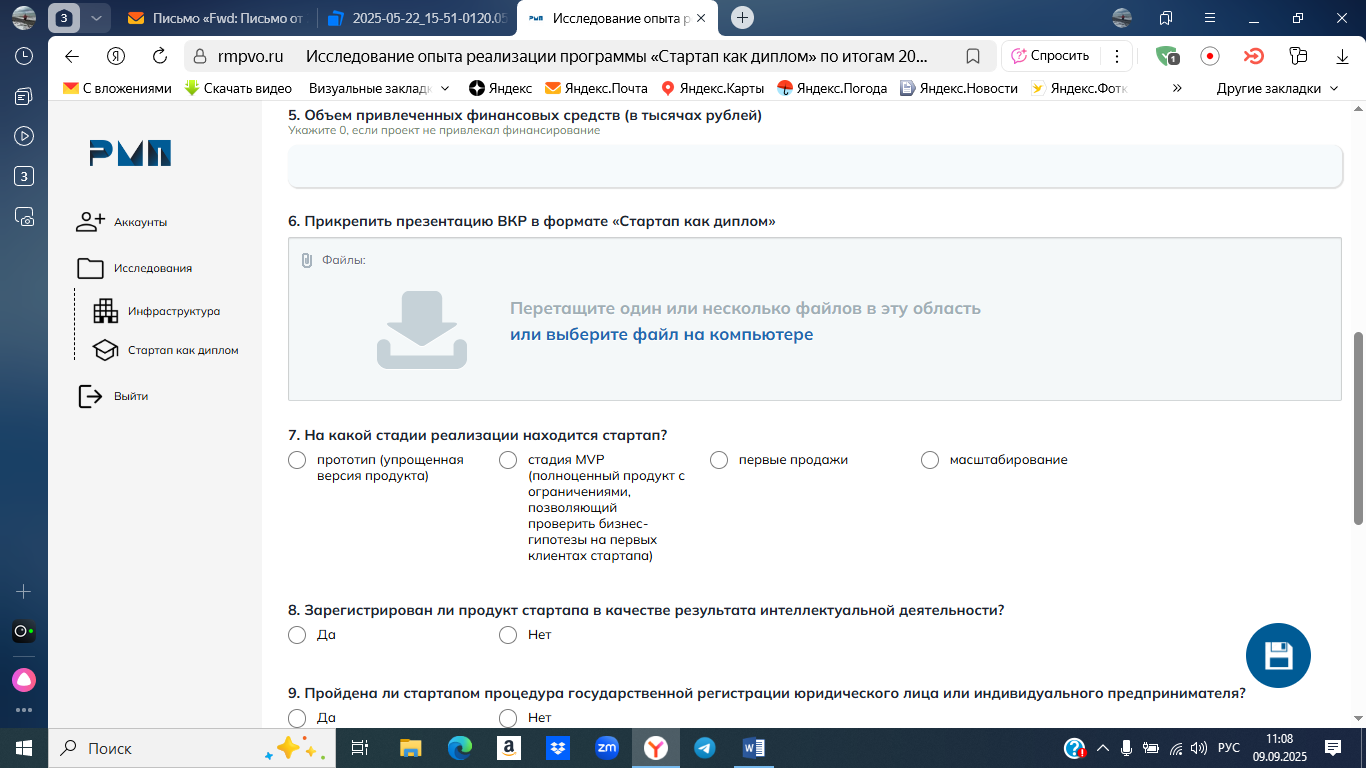 3
Письмо «Fwd: Письмо от
2025-05-22_15-51-0120.05
РМП
Исследование опыта р
rmpvo.ru
Исследование опыта реализации программы «Стартап как диплом» по итогам 20...
Спросить
1
С вложениями
Скачать видео
Визуальные заклад
Яндекс
Яндекс.Почта
Яндекс.Карты
Яндекс.Погода
Яндекс.Новости
Яндекс.Фотк
»
Другие закладки
3
РМП
Аккаунты
Исследования
Инфраструктура
Стартап как диплом
Выйти
5. Объем привлеченных финансовых средств (в тысячах рублей)
Укажите 0, если проект не привлекал финансирование
6. Прикрепить презентацию ВКР в формате «Стартап как диплом»
Файлы:
Перетащите один или несколько файлов в эту область
или выберите файл на компьютере
7. На какой стадии реализации находится стартап?
прототип (упрощенная
версия продукта)
стадия MVP
(полноценный продукт с
ограничениями,
позволяющий
проверить бизнес-
гипотезы на первых
клиентах стартапа)
первые продажи
масштабирование
8. Зарегистрирован ли продукт стартапа в качестве результата интеллектуальной деятельности?
Да
Нет
9. Пройдена ли стартапом процедура государственной регистрации юридического лица или индивидуального предпринимателя?
Да
Нет
Поиск
a
zm
Y
W
РУС
11:08
09.09.2025